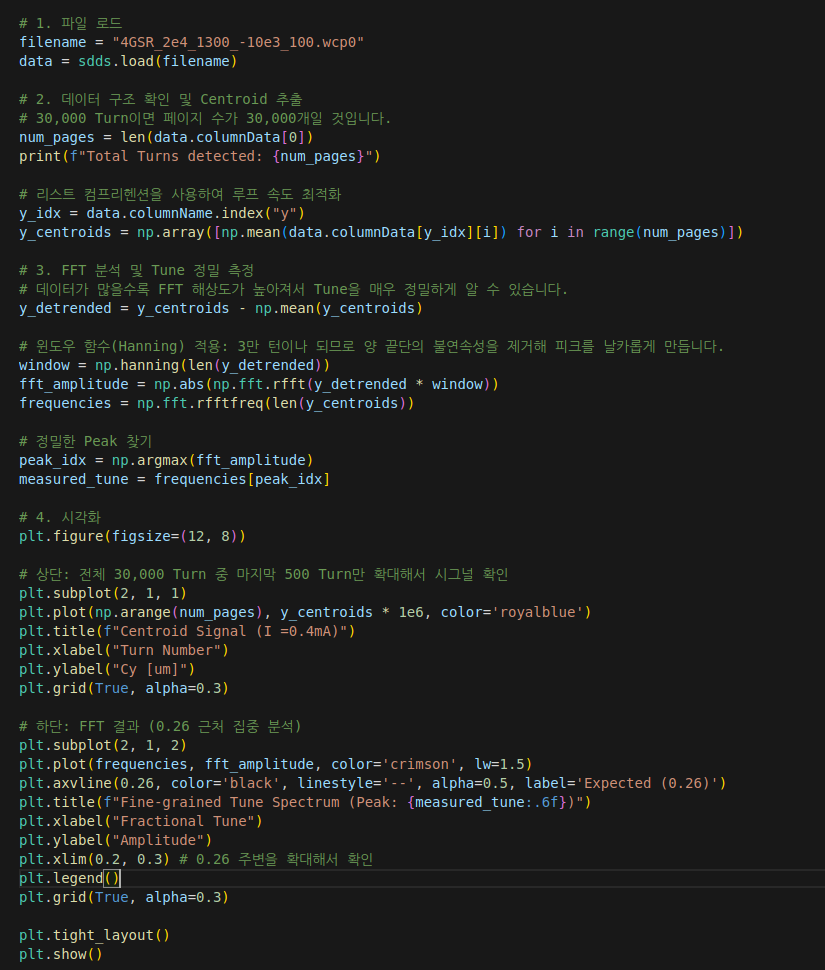 # 1. 파일 로드
filename = "4GSR_2e4_1300_-10e3_100.wcp0"
data = sdds.load(filename)
# 2. 데이터 구조 확인 및 Centroid 추출
# 30,000 Turn이면 페이지 수가 30,000개일 것입니다.
num_pages = len(data.columnData[0])
print(f"Total Turns detected: {num_pages}")
# 리스트 컴프리헨션을 사용하여 루프 속도 최적화
y_idx = data.columnName.index("y")
y_centroids = np.array([np.mean(data.columnData[y_idx][i]) for i in range(num_pages)])
# 3. FFT 분석 및 Tune 정밀 측정
# 데이터가 많을수록 FFT 해상도가 높아져서 Tune을 매우 정밀하게 알 수 있습니다.
y_detrended = y_centroids - np.mean(y_centroids)
# 윈도우 함수(Hanning) 적용: 3만 턴이나 되므로 양 끝단의 불연속성을 제거해 피크를 날카롭게 만듭니다.
window = np.hanning(len(y_detrended))
fft_amplitude = np.abs(np.fft.rfft(y_detrended * window))
frequencies = np.fft.rfftfreq(len(y_centroids))
# 정밀한 Peak 찾기
peak_idx = np.argmax(fft_amplitude)
measured_tune = frequencies[peak_idx]
# 4. 시각화
plt.figure(figsize=(12, 8))
# 상단: 전체 30,000 Turn 중 마지막 500 Turn만 확대해서 시그널 확인
plt.subplot(2, 1, 1)
plt.plot(np.arange(num_pages), y_centroids * 1e6, color='royalblue')
plt.title(f"Centroid Signal (I =0.4mA)")
plt.xlabel("Turn Number")
plt.ylabel("Cy [um]")
plt.grid(True, alpha=0.3)
# 하단: FFT 결과 (0.26 근처 집중 분석)
plt.subplot(2, 1, 2)
plt.plot(frequencies, fft_amplitude, color='crimson', lw=1.5)
plt.axvline(0.26, color='black', linestyle='--', alpha=0.5, label='Expected (0.26)')
plt.title(f"Fine-grained Tune Spectrum (Peak: {measured_tune:.6f})")
plt.xlabel("Fractional Tune")
plt.ylabel("Amplitude")
plt.xlim(0.2, 0.3) # 0.26 주변을 확대해서 확인
plt.legend()
plt.grid(True, alpha=0.3)
plt.tight_layout()
plt.show()